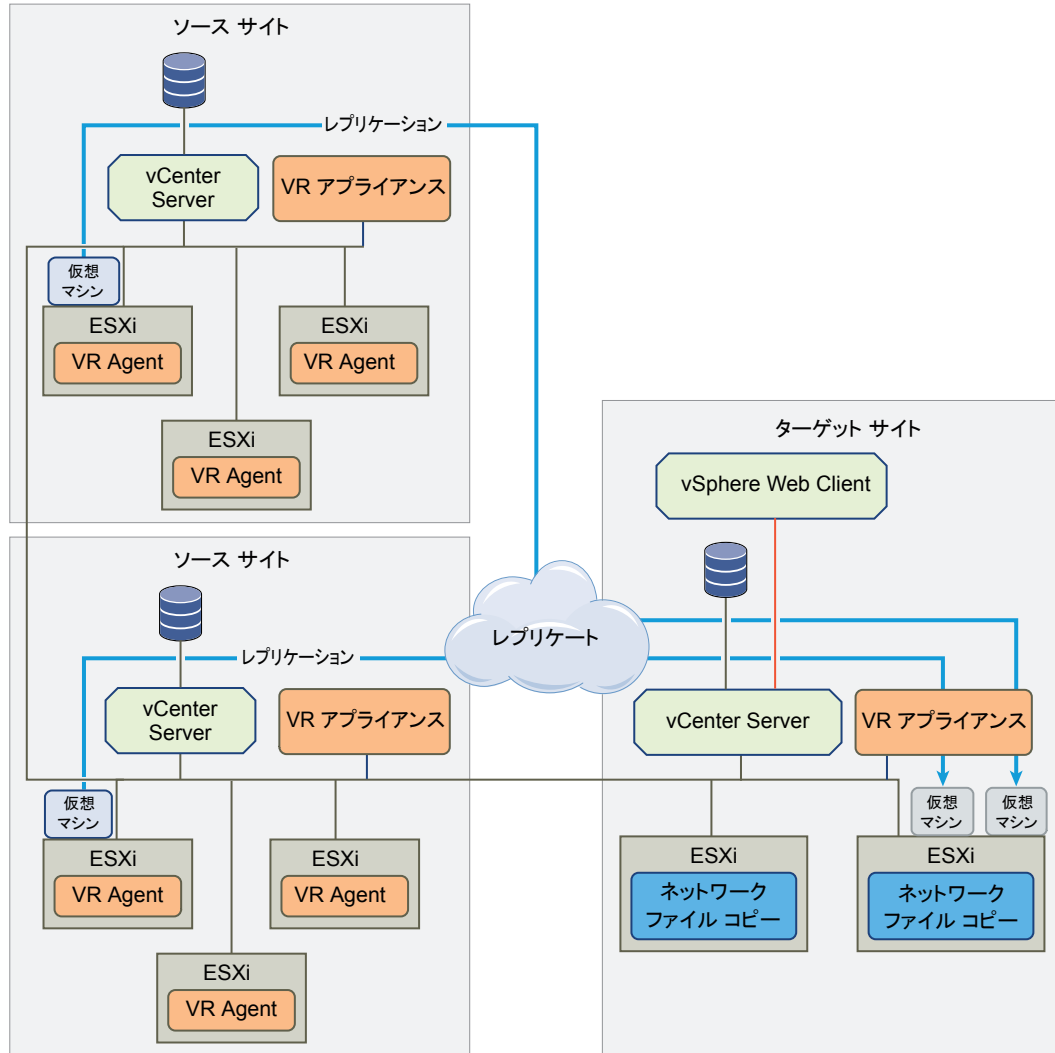 ソース サイト
レプリケーション
vCenter
Server
VR アプライアンス
仮想
マシン
ESXi
VR Agent
ESXi
VR Agent
ESXi
VR Agent
ソース サイト
レプリケーション
vCenter
Server
VR アプライアンス
仮想
マシン
ESXi
VR Agent
ESXi
VR Agent
ESXi
VR Agent
レプリケート
ターゲット サイト
vSphere Web Client
vCenter Server
VR アプライアンス
仮想
マシン
仮想
マシン
ESXi
ネットワーク
ファイル コピー
ESXi
ネットワーク
ファイル コピー